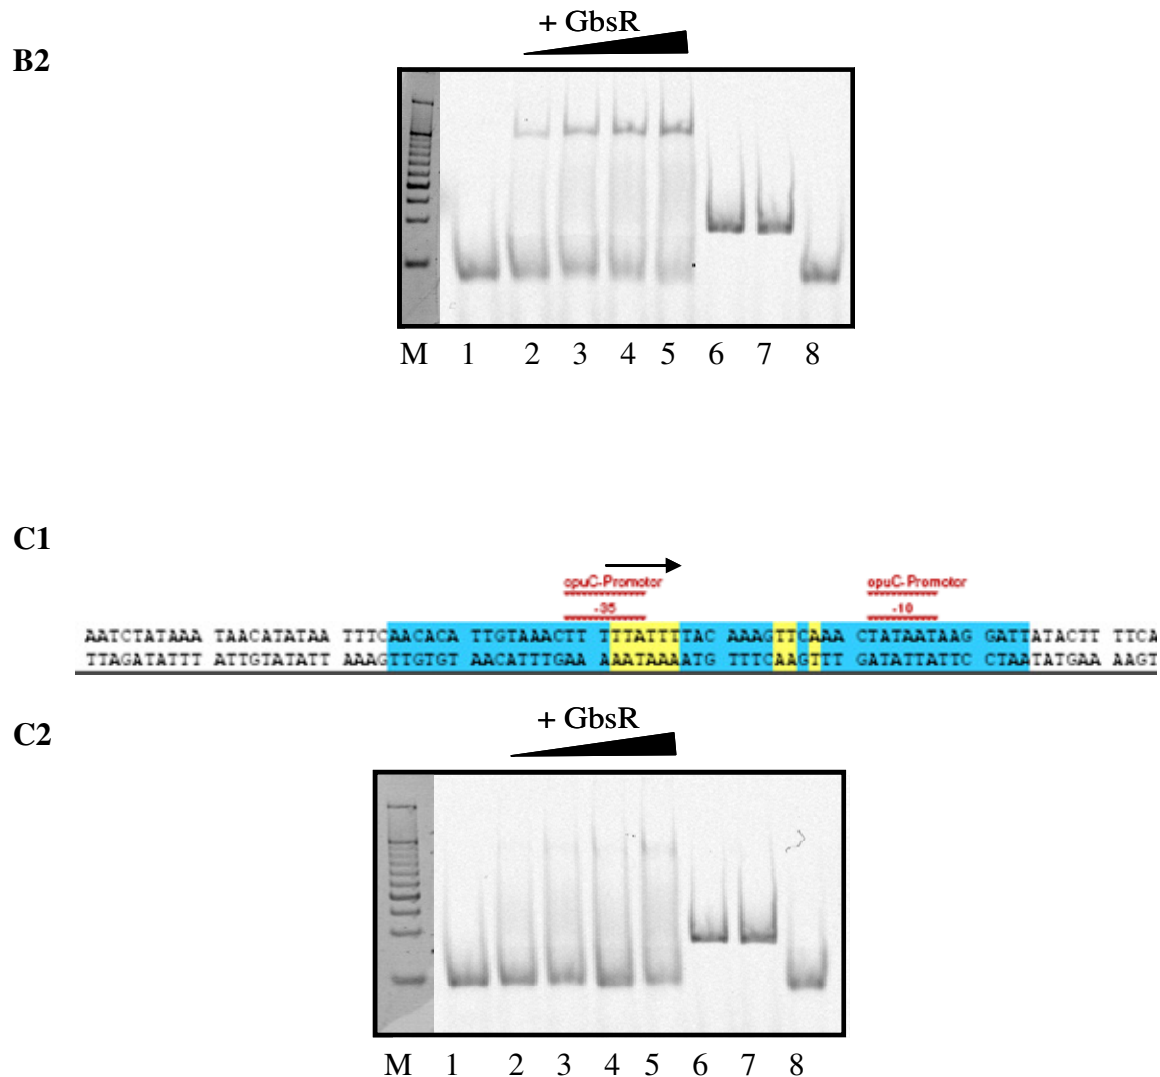 + GbsR
B2
M 1 2 3 4 5 6 7 8
C1
opuC-Promotor opuC-Promotor
-35 -10
AATCTATAAA TAACATATAA TTTCAACACA TTGTAAACTT TTTATTTTAC AAAGTTCAAA CTATAATAAG GATTATACTT TTCA
TTAGATATTT ATTGTATATT AAAGTTGTGT AACATTTGAA AAATAAAATG TTTCAAGTTT GATATTATTC CTAATATGAA AAGT
C2
+ GbsR
M 1 2 3 4 5 6 7 8